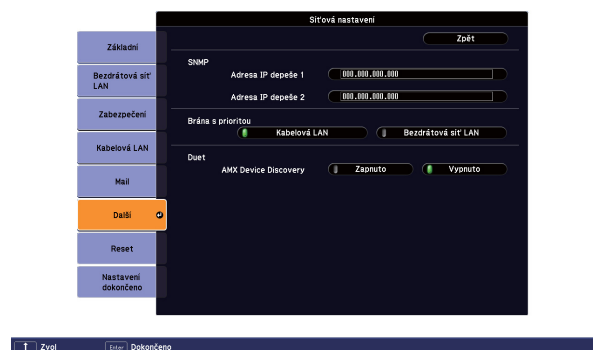 Síťová nastavení
Zpět
Základní
Bezdrátová síť
LAN
Zabezpečení
Kabelová LAN
Mail
Další
Reset
Nastavení
dokončeno
SNMP
Adresa IP depeše 1 000.000.000.000
Adresa IP depeše 2 000.000.000.000
Brána s prioritou
Kabelová LAN Bezdrátová síť LAN
Duet
AMX Device Discovery Zapnuto Vypnuto
↑ Zvol Enter Dokončeno